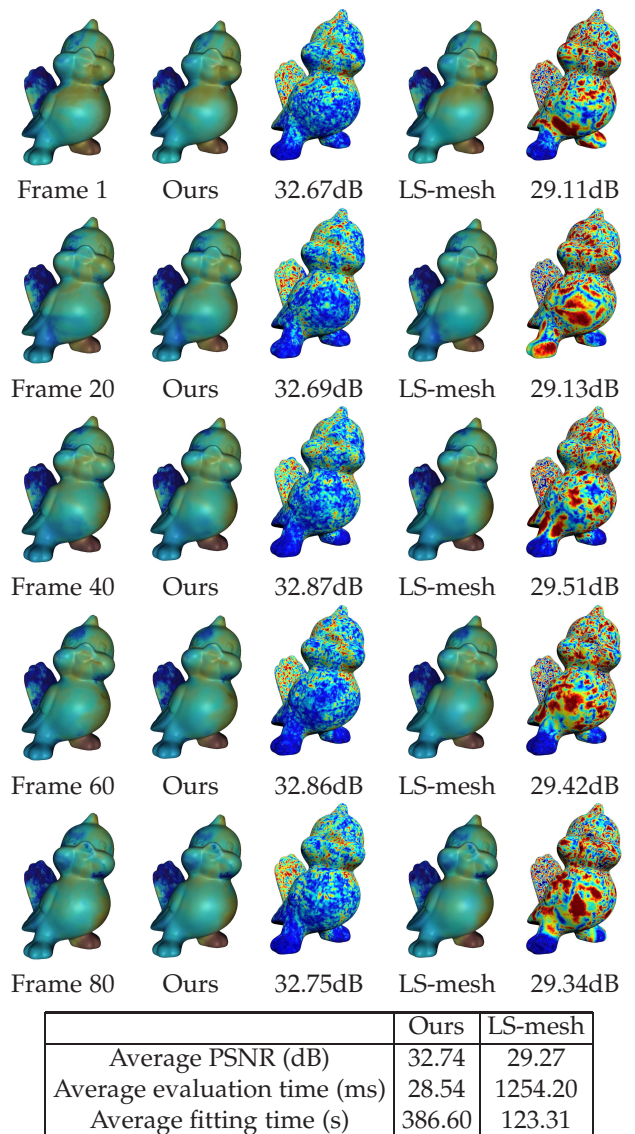 Frame 1 Ours 32.67dB LS-mesh 29.11dB
Frame 20 Ours 32.69dB LS-mesh 29.13dB
Frame 40 Ours 32.87dB LS-mesh 29.51dB
Frame 60 Ours 32.86dB LS-mesh 29.42dB
Frame 80 Ours 32.75dB LS-mesh 29.34dB
Ours LS-mesh
Average PSNR (dB) 32.74 29.27
Average evaluation time (ms) 28.54 1254.20
Average fitting time (s) 386.60 123.31